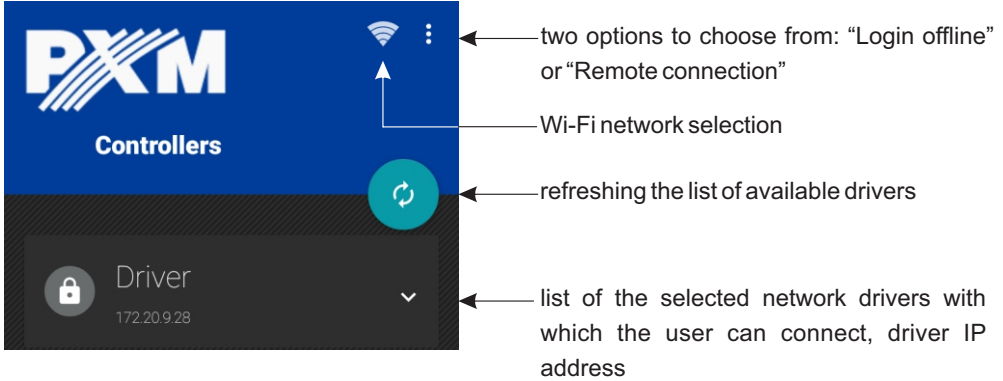 PXM
Controllers
Driver
172.20.9.28
two options to choose from: “Login offline”
or “Remote connection”
Wi-Fi network selection
refreshing the list of available drivers
list of the selected network drivers with
which the user can connect, driver IP
address